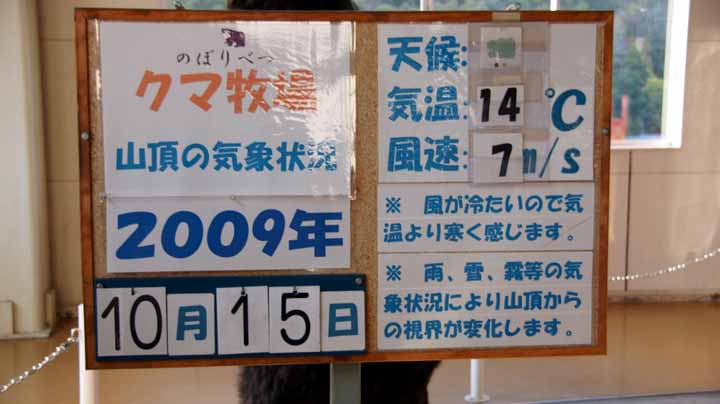 のぼりべつ
クマ牧場
山頂の気象状況
2009年
10月15日
天候:
気温: 14 ℃
風速: 7 m/s
※ 風が冷たいので気
温より寒く感じます。
※ 雨、雪、霧等の気
象状況により山頂から
の視界が変化します。